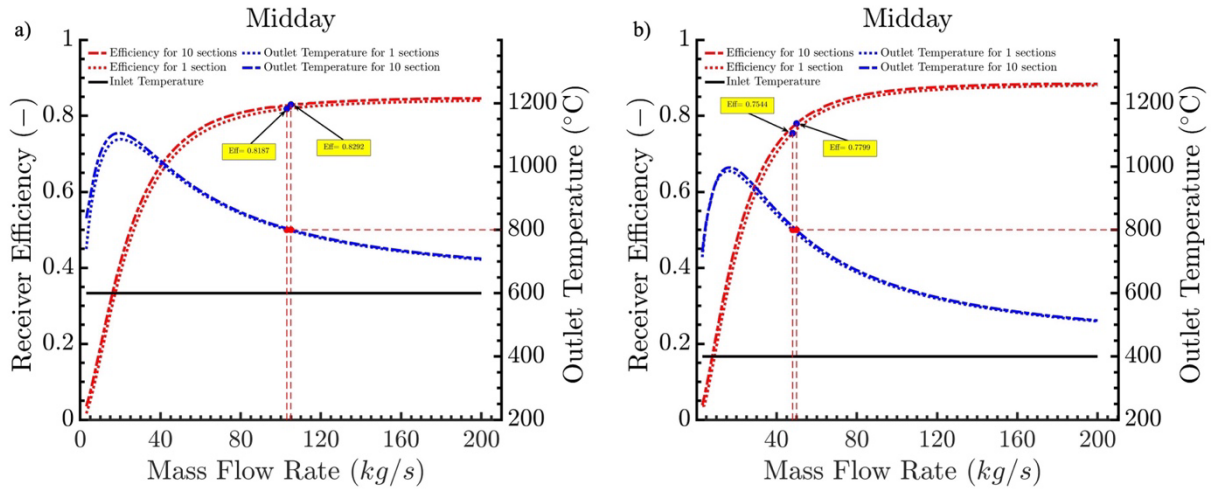 a)
Midday
Efficiency for 10 sections
Outlet Temperature for 1 sections
Efficiency for 1 section
Outlet Temperature for 10 section
Inlet Temperature
Eff= 0.8187
Eff= 0.8292
Receiver Efficiency (−)
1
0.8
0.6
0.4
0.2
0
Outlet Temperature (°C)
1200
1000
800
600
400
200
0
40
80
120
160
200
Mass Flow Rate (kg/s)
b)
Midday
Efficiency for 10 sections
Outlet Temperature for 1 sections
Efficiency for 1 section
Outlet Temperature for 10 section
Inlet Temperature
Eff= 0.7544
Eff= 0.7799
Receiver Efficiency (−)
1
0.8
0.6
0.4
0.2
0
Outlet Temperature (°C)
1200
1000
800
600
400
200
40
80
120
160
200
Mass Flow Rate (kg/s)